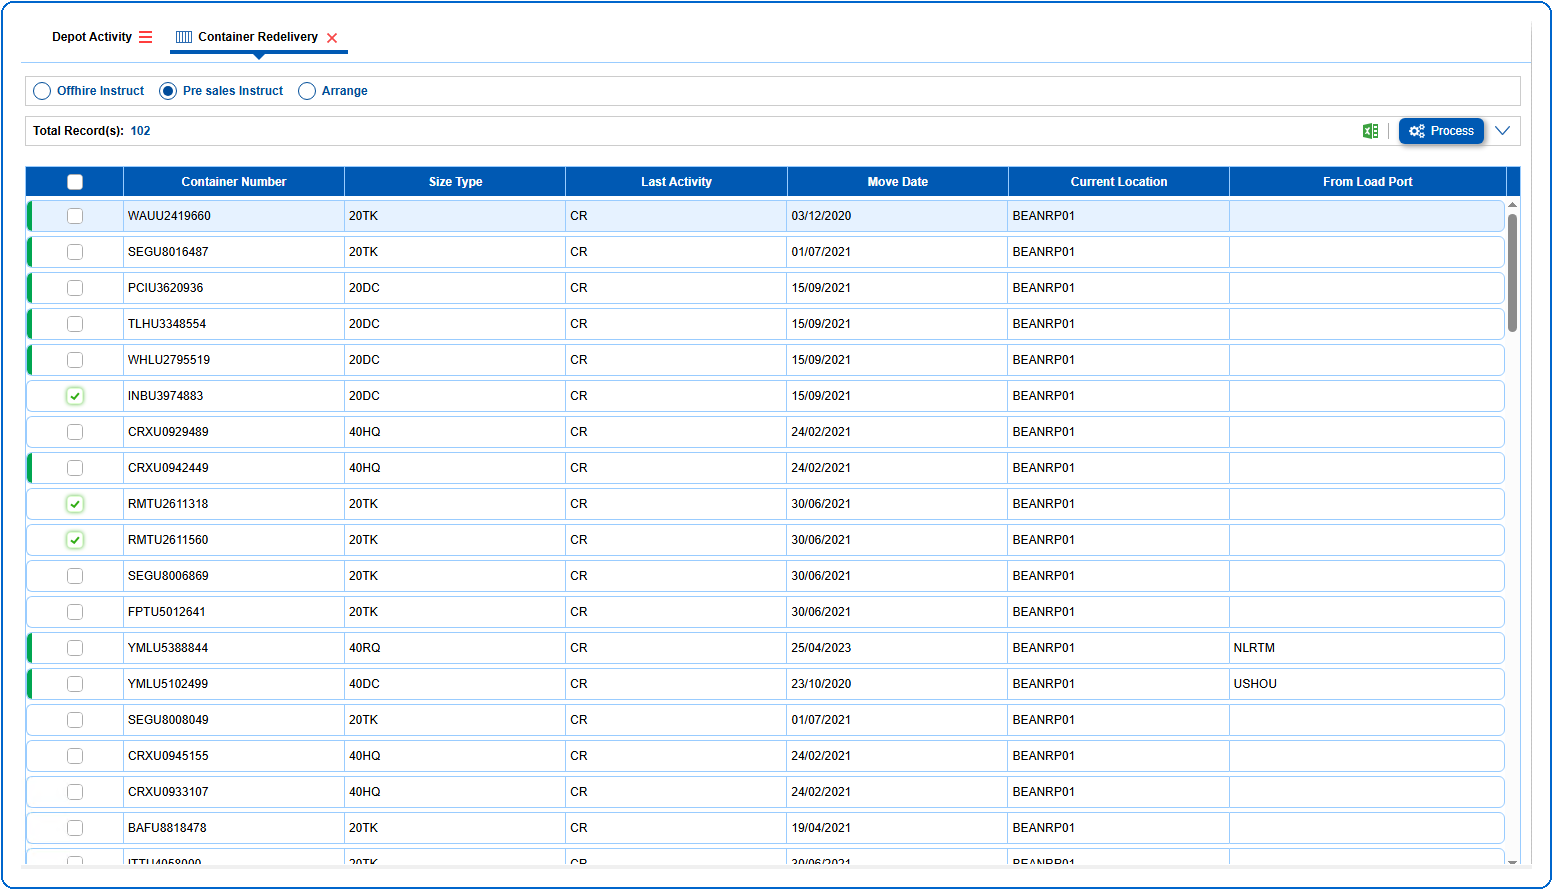 Depot Activity Container Redelivery
Offhire Instruct Pre sales Instruct Arrange
Total Record(s): 102 Process
Container Number Size Type Last Activity Move Date Current Location From Load Port
WAUU2419660 20TK CR 03/12/2020 BEANRP01
SEGU8016487 20TK CR 01/07/2021 BEANRP01
PCIU3620936 20DC CR 15/09/2021 BEANRP01
TLHU3348554 20DC CR 15/09/2021 BEANRP01
WHLU2795519 20DC CR 15/09/2021 BEANRP01
INBU3974883 20DC CR 15/09/2021 BEANRP01
CRXU0929489 40HQ CR 24/02/2021 BEANRP01
CRXU0942449 40HQ CR 24/02/2021 BEANRP01
RMTU2611318 20TK CR 30/06/2021 BEANRP01
RMTU2611560 20TK CR 30/06/2021 BEANRP01
SEGU8006869 20TK CR 30/06/2021 BEANRP01
FPTU5012641 20TK CR 30/06/2021 BEANRP01
YMLU5388844 40RQ CR 25/04/2023 BEANRP01 NLRTM
YMLU5102499 40DC CR 23/10/2020 BEANRP01 USHOU
SEGU8008049 20TK CR 01/07/2021 BEANRP01
CRXU0945155 40HQ CR 24/02/2021 BEANRP01
CRXU0933107 40HQ CR 24/02/2021 BEANRP01
BAFU8818478 20TK CR 19/04/2021 BEANRP01
20TK CR 30/06/2021 BEANRP01